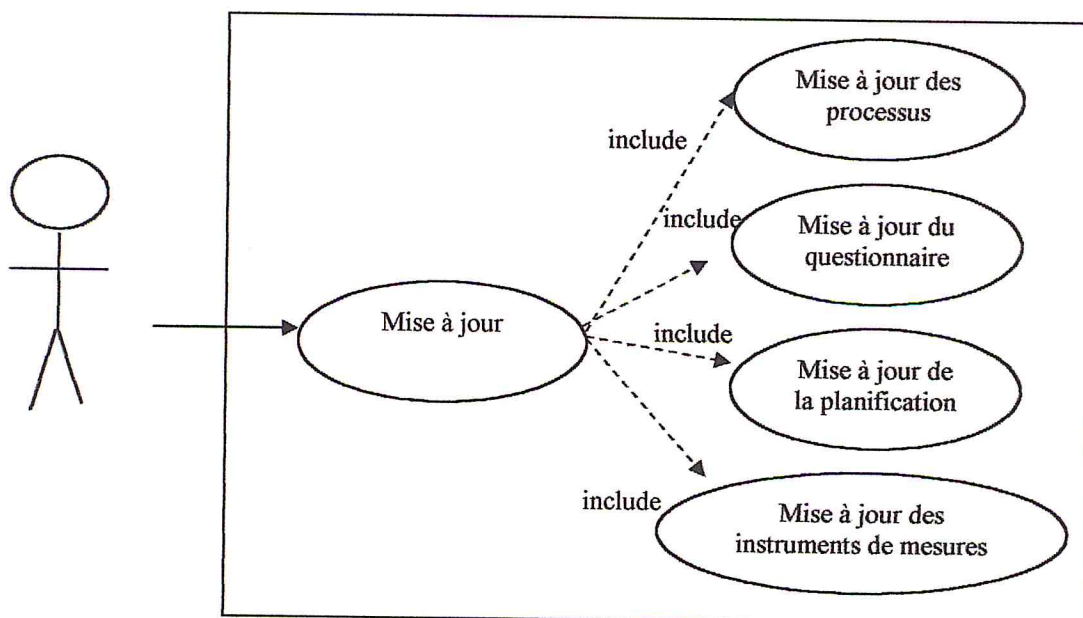 Mise à jour des
processus
include
include
Mise à jour du
questionnaire
Mise à jour
include
Mise à jour de
la planification
include
Mise à jour des
instruments de mesures